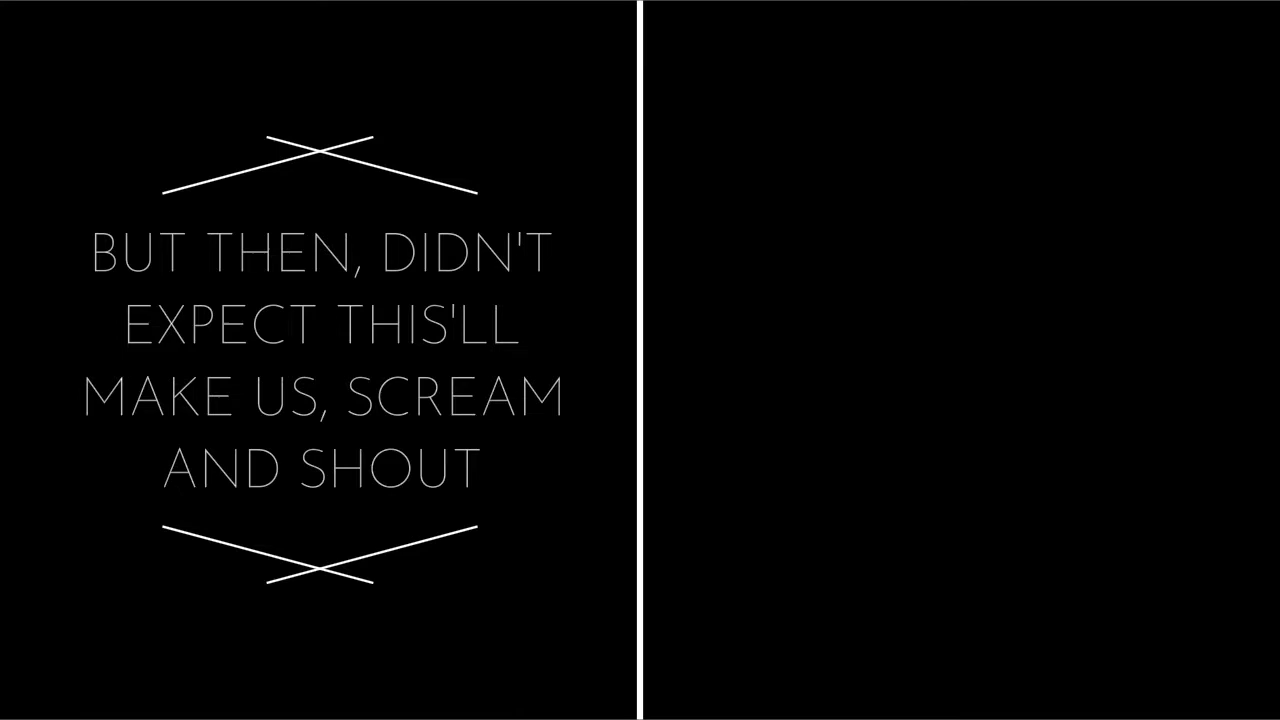 BUT THEN, DIDN'T
EXPECT THIS'LL
MAKE US, SCREAM
AND SHOUT